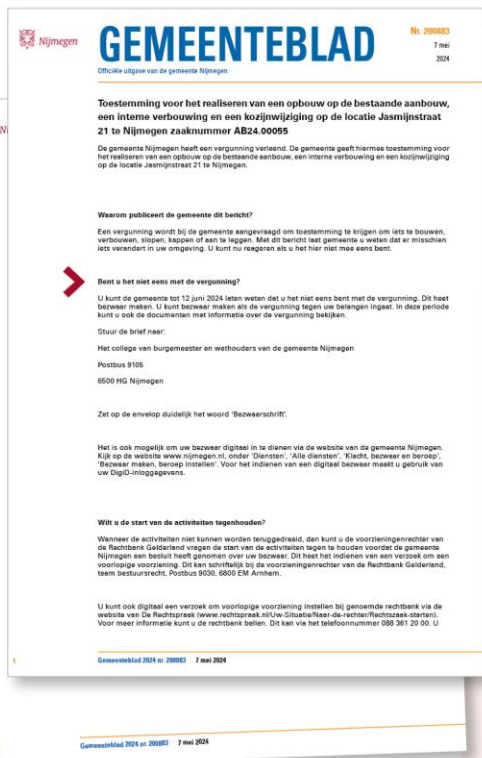 Nijmegen
GEMEENTEBLAD
Officiële uitgave van de gemeente Nijmegen
Nr. 200883
7 mei
2024
Toestemming voor het realiseren van een opbouw op de bestaande aanbouw,
een interne verbouwing en een kozijnwijziging op de locatie Jasmijnstraat
21 te Nijmegen zaaknummer AB24.00055
De gemeente Nijmegen heeft een vergunning verleend. De gemeente geeft hiermee toestemming voor
het realiseren van een opbouw op de bestaande aanbouw, een interne verbouwing en een kozijnwijziging
op de locatie Jasmijnstraat 21 te Nijmegen.
Waarom publiceert de gemeente dit bericht?
Een vergunning wordt bij de gemeente aangevraagd om toestemming te krijgen om iets te bouwen,
verbouwen, slopen, kappen of aan te leggen. Met dit bericht laat gemeente u weten dat er misschien
iets verandert in uw omgeving. U kunt nu reageren als u het hier niet mee eens bent.
Bent u het niet eens met de vergunning?
U kunt de gemeente tot 12 juni 2024 laten weten dat u het niet eens bent met de vergunning. Dit heet
bezwaar maken. U kunt bezwaar maken als de vergunning tegen uw belangen ingaat. In deze periode
kunt u ook de documenten met informatie over de vergunning bekijken.
Stuur de brief naar:
Het college van burgemeester en wethouders van de gemeente Nijmegen
Postbus 9105
6500 HG Nijmegen
Zet op de envelop duidelijk het woord 'Bezwaarschrift'.
Het is ook mogelijk om uw bezwaar digitaal in te dienen via de website van de gemeente Nijmegen.
Kijk op de website www.nijmegen.nl, onder 'Diensten', 'Alle diensten', 'Klacht, bezwaar en beroep',
'Bezwaar maken, beroep instellen'. Voor het indienen van een digitaal bezwaar maakt u gebruik van
uw DigiD-inloggegevens.
Wilt u de start van de activiteiten tegenhouden?
Wanneer de activiteiten niet kunnen worden teruggedraaid, dan kunt u de voorzieningenrechter van
de Rechtbank Gelderland vragen de start van de activiteiten tegen te houden voordat de gemeente
Nijmegen een besluit heeft genomen over uw bezwaar. Dit heet het indienen van een verzoek om een
voorlopige voorziening. Dit kan schriftelijk bij de voorzieningenrechter van de Rechtbank Gelderland,
team bestuursrecht, Postbus 9030, 6800 EM Arnhem.
U kunt ook digitaal een verzoek om voorlopige voorziening instellen bij genoemde rechtbank via de
website van De Rechtspraak (www.rechtspraak.nl/Uw-Situatie/Naar-de-rechter/Rechtszaak-starten).
Voor meer informatie kunt u de rechtbank bellen. Dit kan via het telefoonnummer 088 361 20 00. U
1
Gemeenteblad 2024 nr. 200883 7 mei 2024
Gemeenteblad 2024 nr. 200883 7 mei 2024